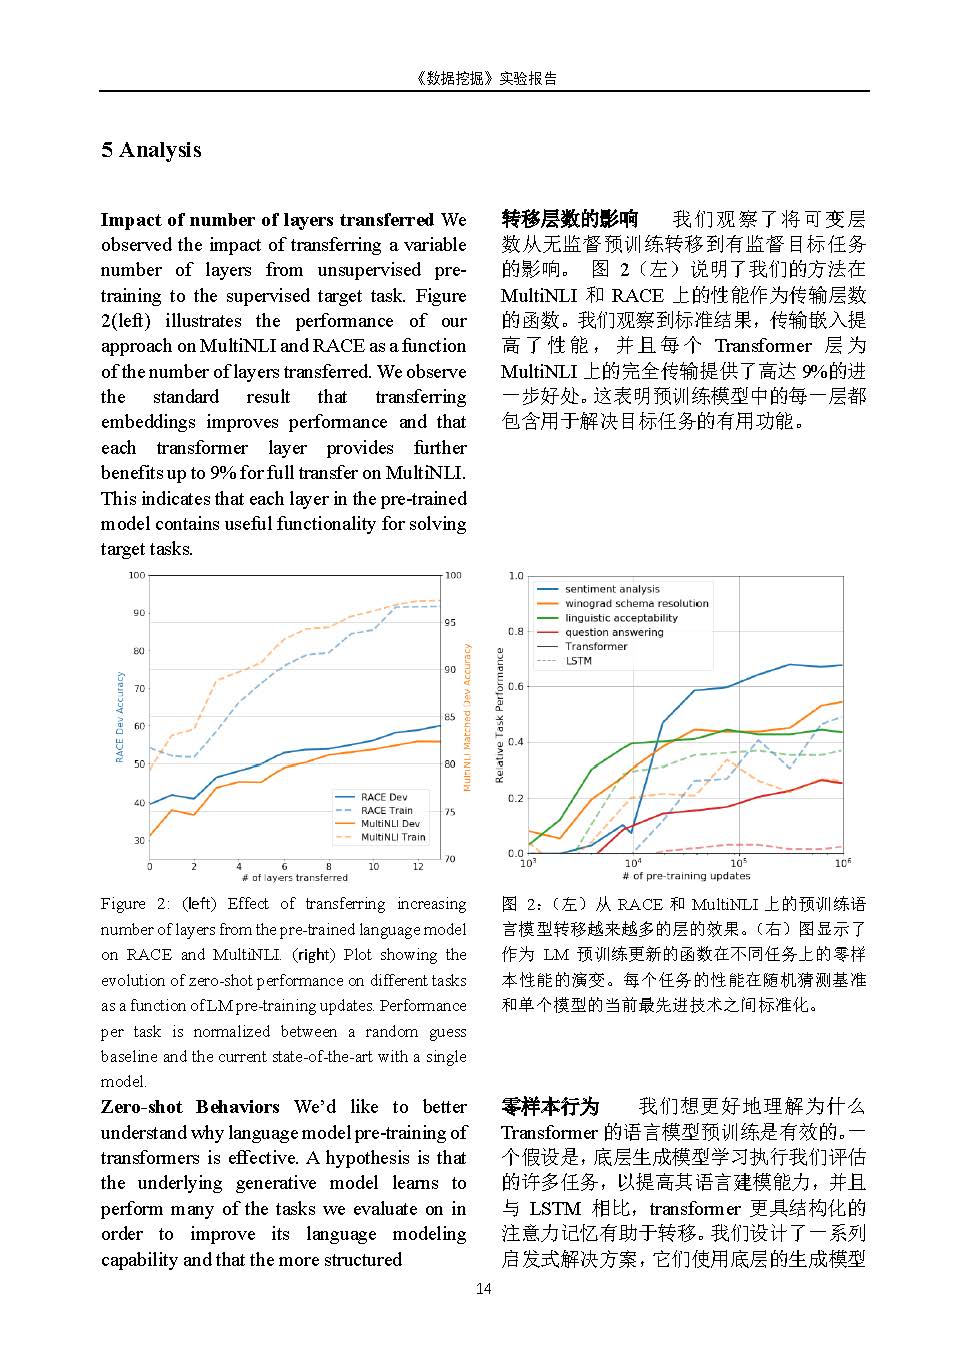 《数据挖掘》实验报告
5 Analysis
Impact of number of layers transferred We
observed the impact of transferring a variable
number of layers from unsupervised pre-
training to the supervised target task. Figure
2(left) illustrates the performance of our
approach on MultiNLI and RACE as a function
of the number of layers transferred. We observe
the standard result that transferring
embeddings improves performance and that
each transformer layer provides further
benefits up to 9% for full transfer on MultiNLI.
This indicates that each layer in the pre-trained
model contains useful functionality for solving
target tasks.
转移层数的影响 我们观察了将可变层
数从无监督预训练转移到有监督目标任务
的影响。 图 2（左）说明了我们的方法在
MultiNLI 和 RACE 上的性能作为传输层数
的函数。我们观察到标准结果，传输嵌入提
高了性能，并且每个 Transformer 层为
MultiNLI 上的完全传输提供了高达 9%的进
一步好处。这表明预训练模型中的每一层都
包含用于解决目标任务的有用功能。
100
90
80
70
60
50
40
30
RACE Dev Accuracy
0 2 4 6 8 10 12
# of layers transferred
100
95
90
85
80
75
70
MultiNLI Matched Dev Accuracy
RACE Dev
RACE Train
MultiNLI Dev
MultiNLI Train
1.0
0.8
0.6
0.4
0.2
0.0
Relative Task Performance
sentiment analysis
winograd schema resolution
linguistic acceptability
question answering
Transformer
LSTM
10³ 10⁴ 10⁵ 10⁶
# of pre-training updates
Figure 2: (left) Effect of transferring increasing
number of layers from the pre-trained language model
on RACE and MultiNLI. (right) Plot showing the
evolution of zero-shot performance on different tasks
as a function of LM pre-training updates. Performance
per task is normalized between a random guess
baseline and the current state-of-the-art with a single
model.
图 2：（左）从 RACE 和 MultiNLI 上的预训练语
言模型转移越来越多的层的效果。（右）图显示了
作为 LM 预训练更新的函数在不同任务上的零样
本性能的演变。每个任务的性能在随机猜测基准
和单个模型的当前最先进技术之间标准化。
Zero-shot Behaviors We’d like to better
understand why language model pre-training of
transformers is effective. A hypothesis is that
the underlying generative model learns to
perform many of the tasks we evaluate on in
order to improve its language modeling
capability and that the more structured
零样本行为 我们想更好地理解为什么
Transformer 的语言模型预训练是有效的。一
个假设是，底层生成模型学习执行我们评估
的许多任务，以提高其语言建模能力，并且
与 LSTM 相比，transformer 更具结构化的
注意力记忆有助于转移。我们设计了一系列
启发式解决方案，它们使用底层的生成模型
14